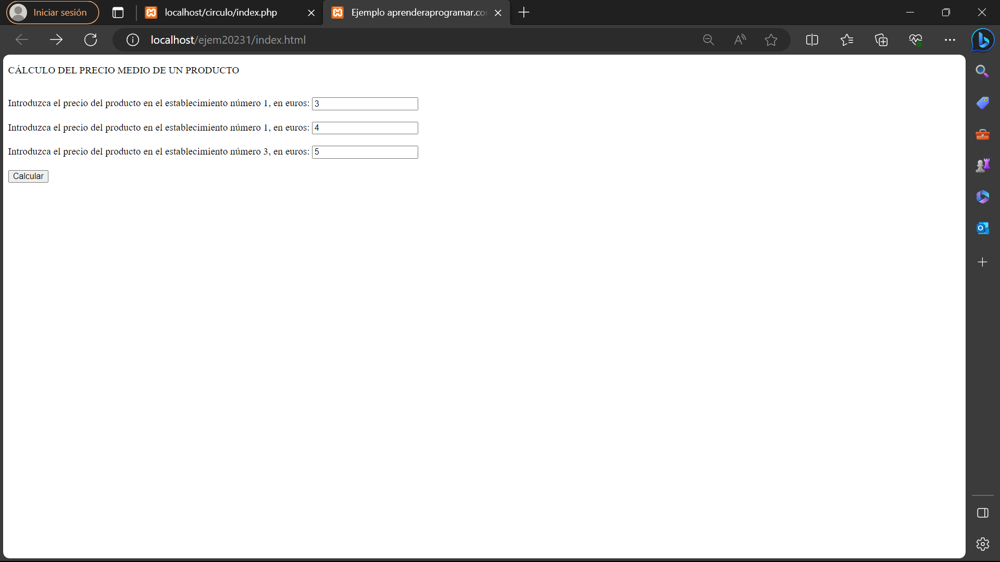 Iniciar sesión
localhost/circulo/index.php
Ejemplo aprenderaprogramar.co
localhost/ejem20231/index.html
CÁLCULO DEL PRECIO MEDIO DE UN PRODUCTO
Introduzca el precio del producto en el establecimiento número 1, en euros: 3
Introduzca el precio del producto en el establecimiento número 1, en euros: 4
Introduzca el precio del producto en el establecimiento número 3, en euros: 5
Calcular